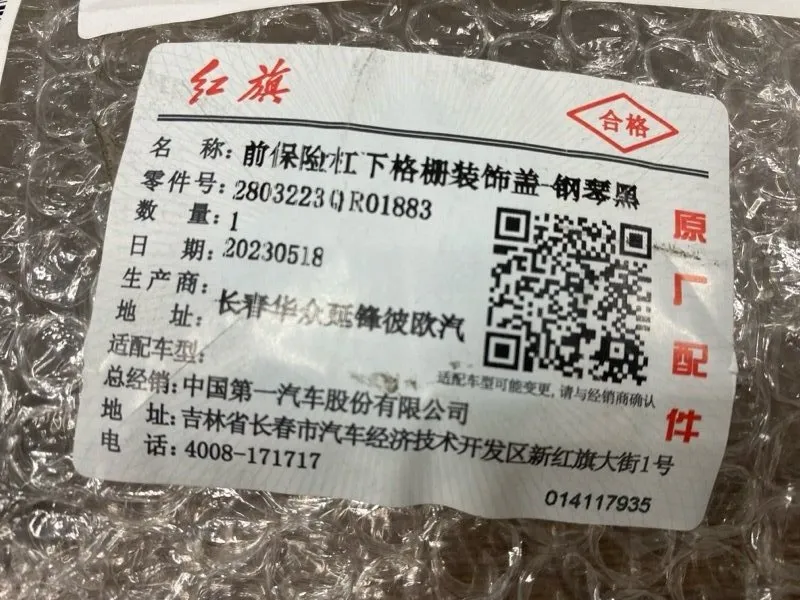 红旗
合格
名 称：前保险杠下格栅装饰盖-钢琴黑
零件号：2803223QR01883
数 量：1
日 期：20230518
生产商：
长春华众延锋彼欧汽
地 址：
适配车型：
适配车型可能变更，请与经销商确认
总经销：中国第一汽车股份有限公司
地 址：吉林省长春市汽车经济技术开发区新红旗大街1号
电 话：4008-171717
原厂配件
014117935